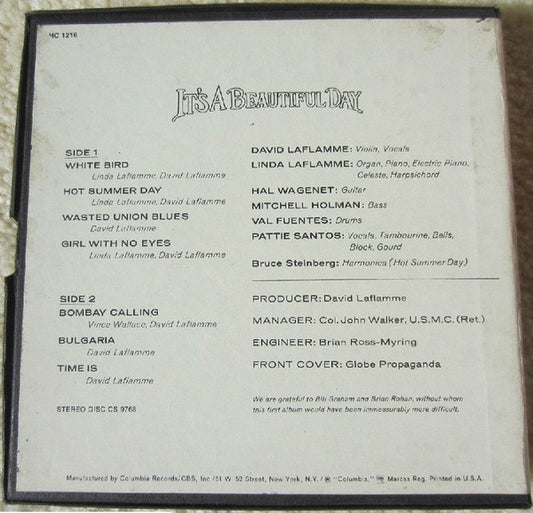 HC 1216
IT'S A BEAUTIFUL DAY
SIDE 1
WHITE BIRD
Linda Laflamme, David Laflamme
HOT SUMMER DAY
Linda Laflamme, David Laflamme
WASTED UNION BLUES
David Laflamme
GIRL WITH NO EYES
Linda Laflamme, David Laflamme
SIDE 2
BOMBAY CALLING
Vince Wallace, David Laflamme
BULGARIA
David Laflamme
TIME IS
David Laflamme
STEREO DISC CS 9768
DAVID LAFLAMME: Violin, Vocals
LINDA LAFLAMME: Organ, Piano, Electric Piano,
Celeste, Harpsichord
HAL WAGENET: Guitar
MITCHELL HOLMAN: Bass
VAL FUENTES: Drums
PATTIE SANTOS: Vocals, Tambourine, Bells,
Block, Gourd
Bruce Steinberg: Harmonica (Hot Summer Day)
PRODUCER: David Laflamme
MANAGER: Col. John Walker, U.S.M.C. (Ret.)
ENGINEER: Brian Ross-Myring
FRONT COVER: Globe Propaganda
We are grateful to Bill Graham and Brian Rohan, without whom
this first album would have been immeasurably more difficult.
Manufactured by Columbia Records/CBS, Inc./51 W. 52 Street, New York, N.Y./ ® "Columbia," Marcas Reg. Printed in U.S.A.